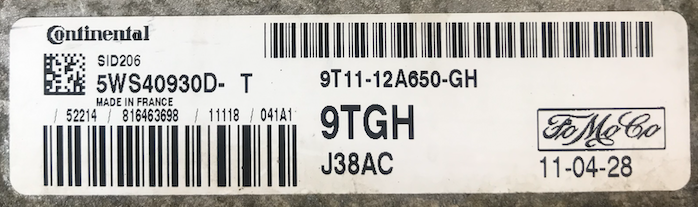 Continental
SID206
5WS40930D- T
MADE IN FRANCE
/ 52214 / 816463698 / 11118 / 041A1
9T11-12A650-GH
9TGH
J38AC
FoMoCo
11-04-28